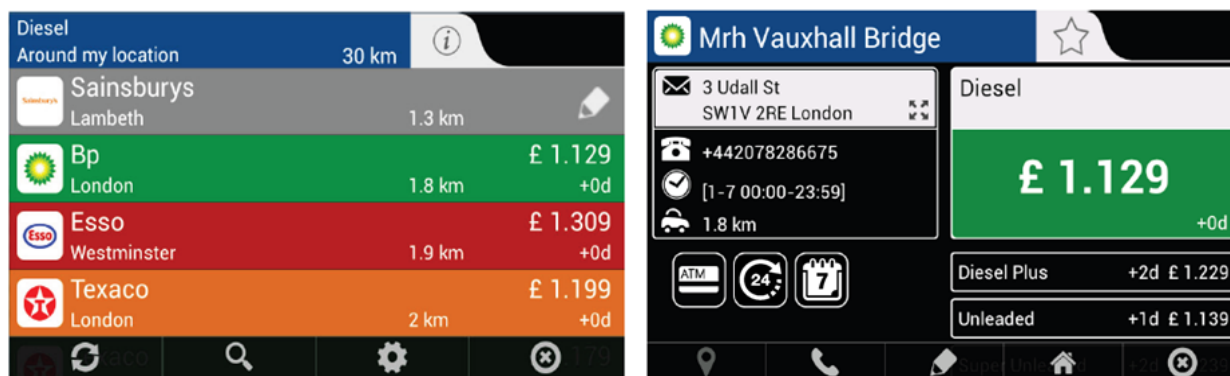 Diesel
Around my location 30 km
i
Sainsburys
Sainsburys
Lambeth 1.3 km
Bp £ 1.129
London 1.8 km +0d
Esso £ 1.309
Esso
Westminster 1.9 km +0d
Texaco £ 1.199
London 2 km +0d
Mrh Vauxhall Bridge
3 Udall St
SW1V 2RE London
+442078286675
[1-7 00:00-23:59]
1.8 km
ATM
24
7
Diesel
£ 1.129
+0d
Diesel Plus +2d £ 1.229
Unleaded +1d £ 1.139